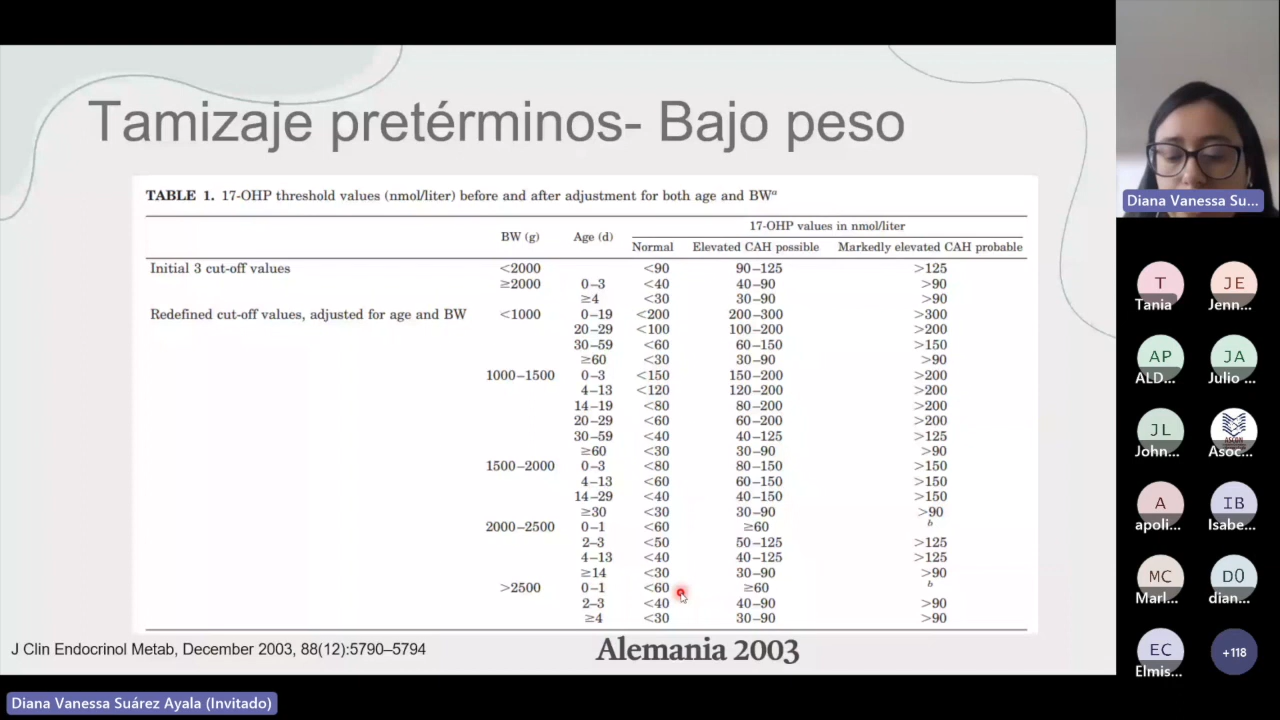 Tamizaje pretérminos- Bajo peso
TABLE 1. 17-OHP threshold values (nmol/liter) before and after adjustment for both age and BWᵃ
17-OHP values in nmol/liter
BW (g) Age (d) Normal Elevated CAH possible Markedly elevated CAH probable
Initial 3 cut-off values <2000 <90 90–125 >125
≥2000 0–3 <40 40–90 >90
≥4 <30 30–90 >90
Redefined cut-off values, adjusted for age and BW <1000 0–19 <200 200–300 >300
20–29 <100 100–200 >200
30–59 <60 60–150 >150
≥60 <30 30–90 >90
1000–1500 0–3 <150 150–200 >200
4–13 <120 120–200 >200
14–19 <80 80–200 >200
20–29 <60 60–200 >200
30–59 <40 40–125 >125
≥60 <30 30–90 >90
1500–2000 0–3 <80 80–150 >150
4–13 <60 60–150 >150
14–29 <40 40–150 >150
≥30 <30 30–90 >90
2000–2500 0–1 <60 ≥60 b
2–3 <50 50–125 >125
4–13 <40 40–125 >125
≥14 <30 30–90 >90
>2500 0–1 <60 ≥60 b
2–3 <40 40–90 >90
≥4 <30 30–90 >90
J Clin Endocrinol Metab, December 2003, 88(12):5790–5794
Alemania 2003
Diana Vanessa Suárez Ayala (Invitado)
Diana Vanessa Su...
T JE
Tania Jenn...
AP JA
ALD... Julio ...
JL
John... Asoc...
A IB
apoli... Isabe...
MC D0
Marl... dian...
EC +118
Elmis...